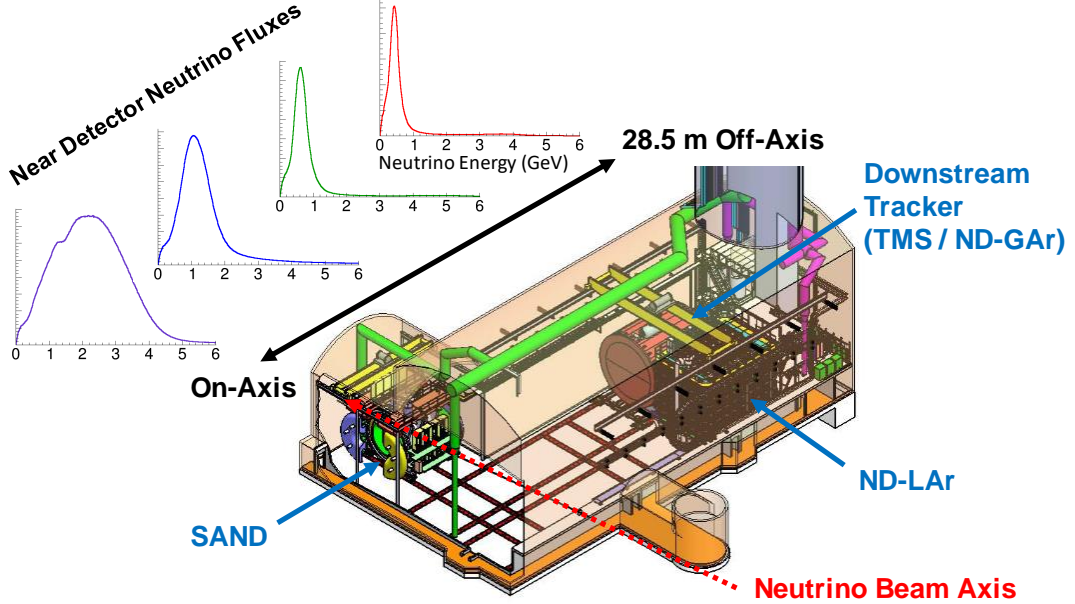 Near Detector Neutrino Fluxes
0 1 2 3 4 5 6
Neutrino Energy (GeV)
0 1 2 3 4 5 6
0 1 2 3 4 5 6
0 1 2 3 4 5 6
28.5 m Off-Axis
Downstream
Tracker
(TMS / ND-GAr)
On-Axis
ND-LAr
SAND
Neutrino Beam Axis